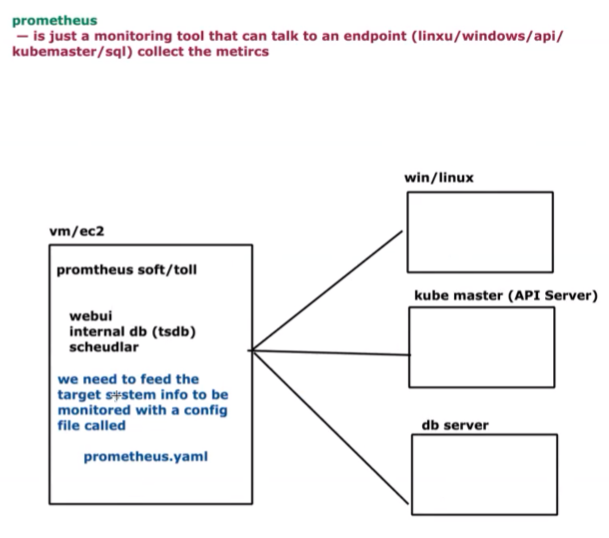 prometheus
— is just a monitoring tool that can talk to an endpoint (linxu/windows/api/
kubemaster/sql) collect the metircs
win/linux
vm/ec2
promtheus soft/toll
kube master (API Server)
webui
internal db (tsdb)
scheudlar
we need to feed the
target system info to be
monitored with a config
file called
db server
prometheus.yaml